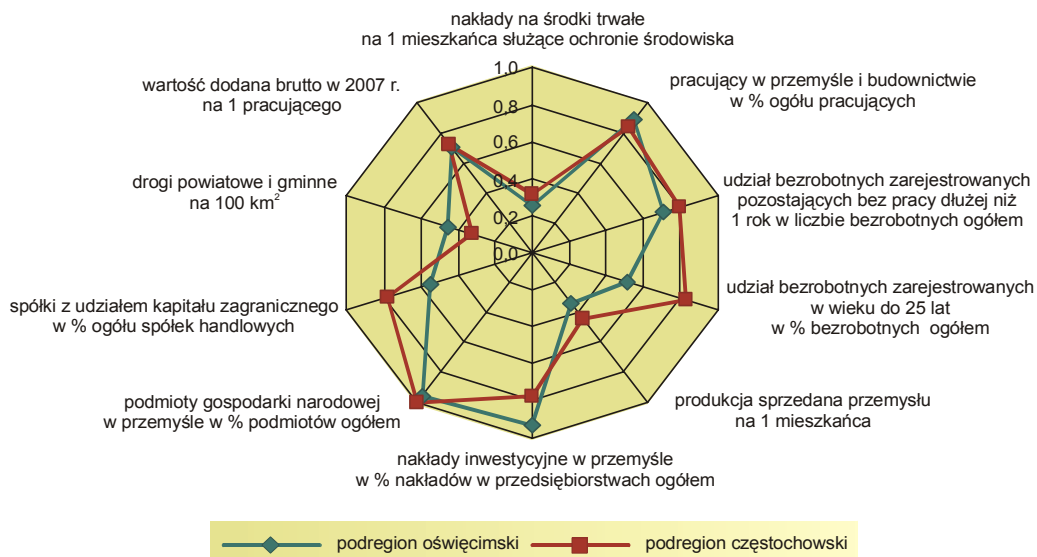 nakłady na środki trwałe
na 1 mieszkańca służące ochronie środowiska
pracujący w przemyśle i budownictwie
w % ogółu pracujących
udział bezrobotnych zarejestrowanych
pozostających bez pracy dłużej niż
1 rok w liczbie bezrobotnych ogółem
udział bezrobotnych zarejestrowanych
w wieku do 25 lat
w % bezrobotnych ogółem
produkcja sprzedana przemysłu
na 1 mieszkańca
nakłady inwestycyjne w przemyśle
w % nakładów w przedsiębiorstwach ogółem
podmioty gospodarki narodowej
w przemyśle w % podmiotów ogółem
spółki z udziałem kapitału zagranicznego
w % ogółu spółek handlowych
drogi powiatowe i gminne
na 100 km²
wartość dodana brutto w 2007 r.
na 1 pracującego
1,0
0,8
0,6
0,4
0,2
0,0
podregion oświęcimski
podregion częstochowski